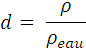 d = ρ / ρ_eau